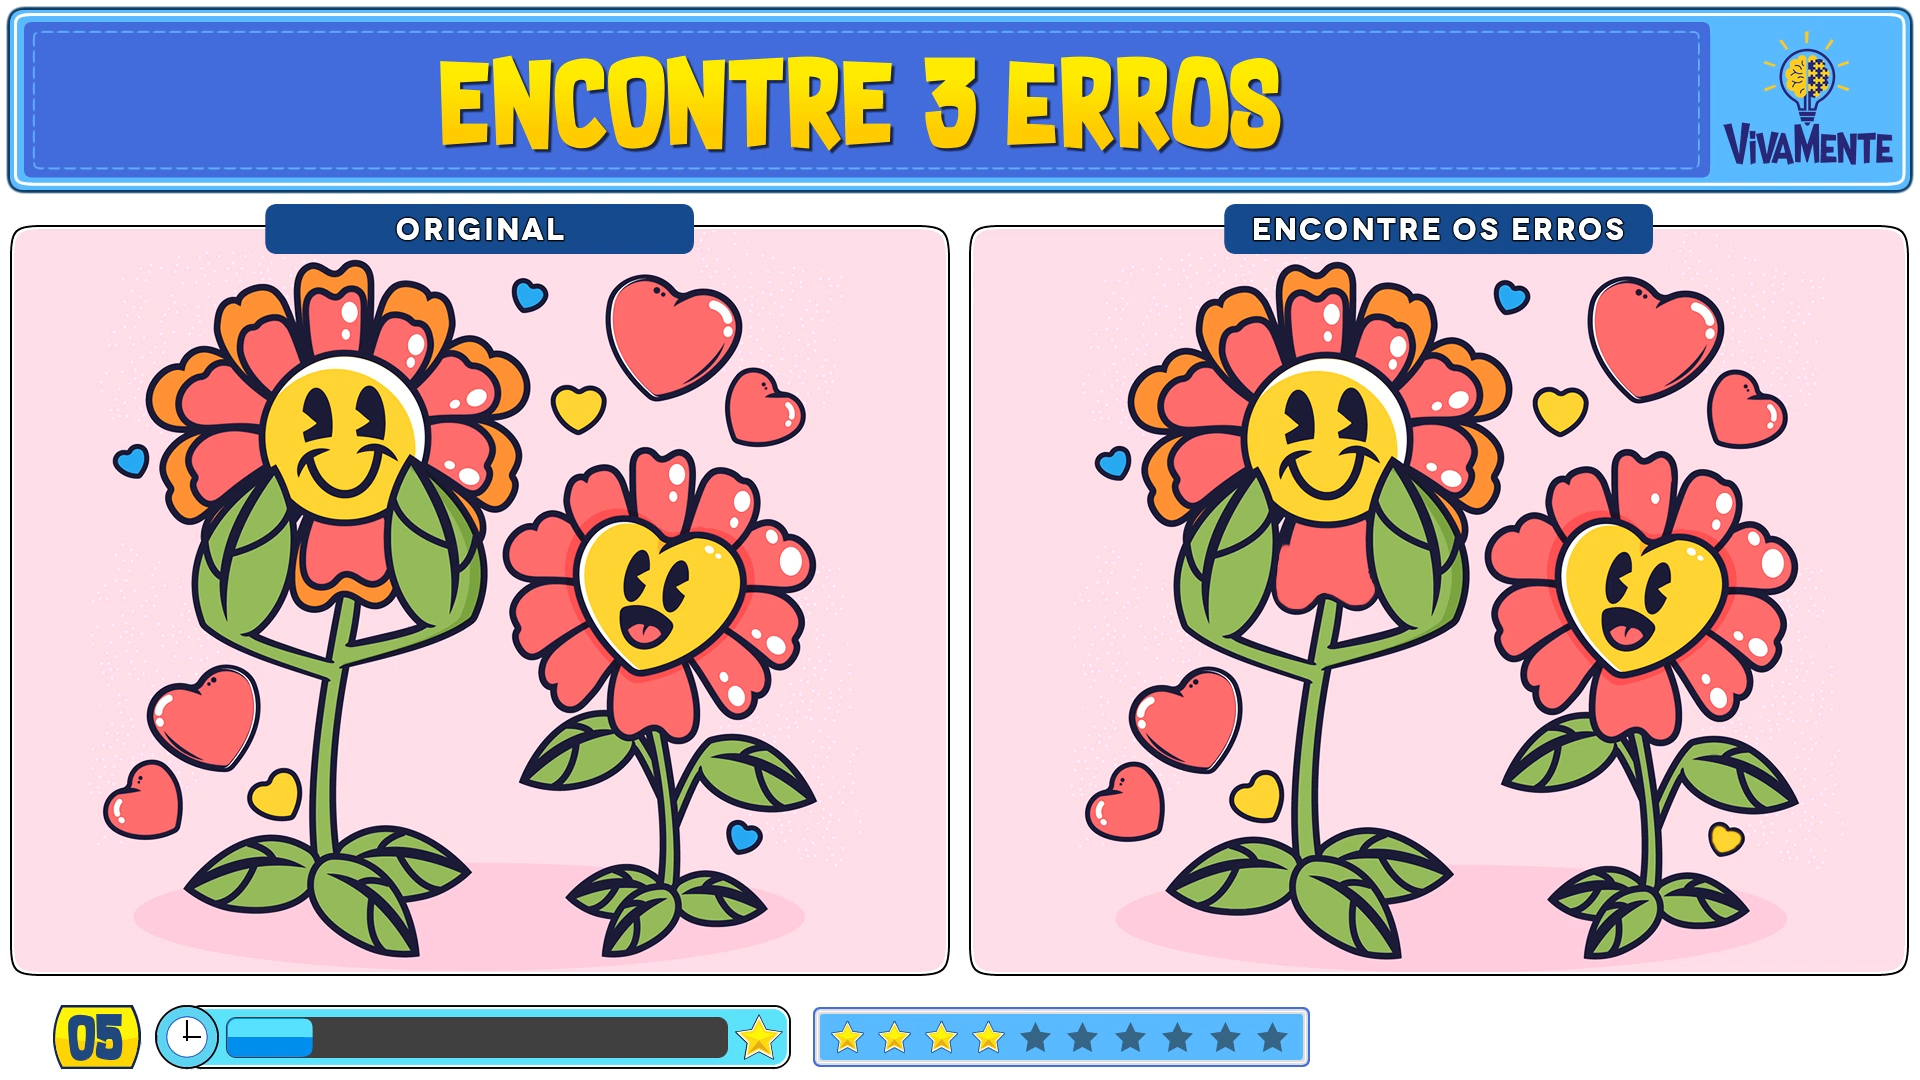 ENCONTRE 3 ERROS
VIVAMENTE
ORIGINAL
ENCONTRE OS ERROS
05